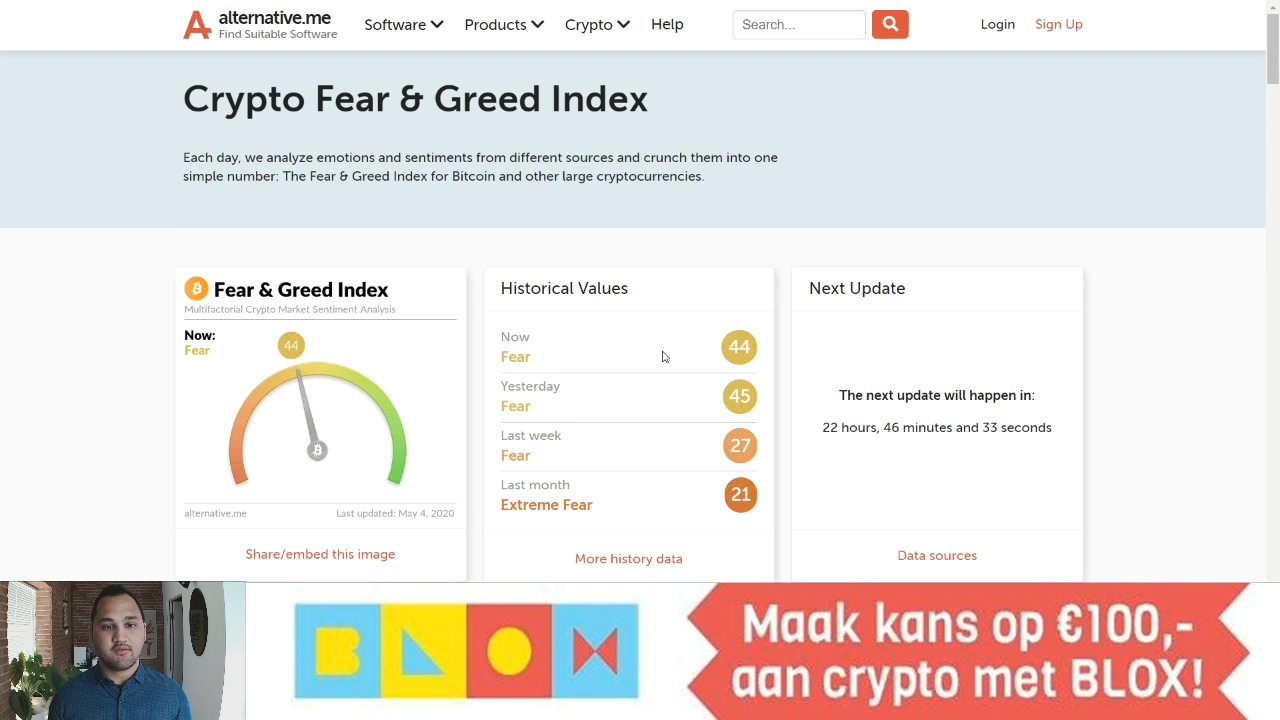 alternative.me
Find Suitable Software
Software
Products
Crypto
Help
Search...
Login
Sign Up
Crypto Fear & Greed Index
Each day, we analyze emotions and sentiments from different sources and crunch them into one
simple number: The Fear & Greed Index for Bitcoin and other large cryptocurrencies.
Fear & Greed Index
Multifactorial Crypto Market Sentiment Analysis
Now:
Fear
44
alternative.me
Last updated: May 4, 2020
Share/embed this image
Historical Values
Now
Fear
44
Yesterday
Fear
45
Last week
Fear
27
Last month
Extreme Fear
21
More history data
Next Update
The next update will happen in:
22 hours, 46 minutes and 33 seconds
Data sources
BLOX
Maak kans op €100,-
aan crypto met BLOX!